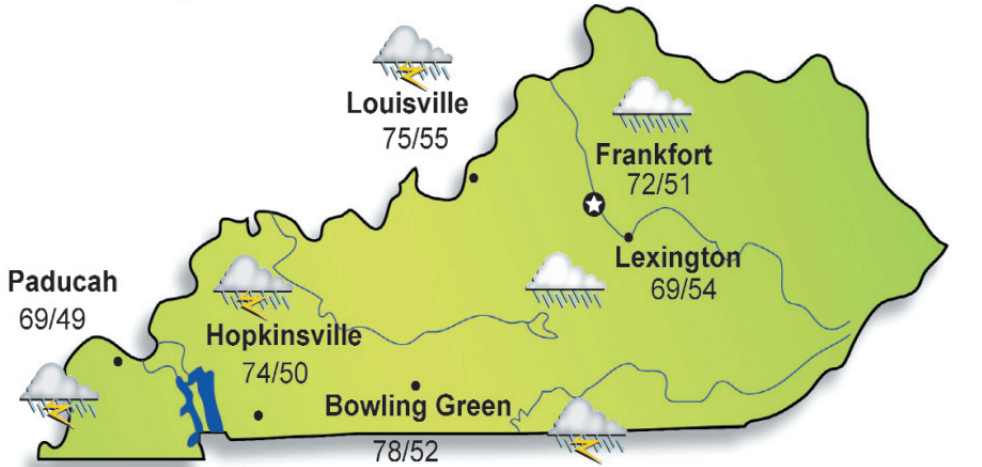 Louisville
75/55
Frankfort
72/51
Lexington
69/54
Paducah
69/49
Hopkinsville
74/50
Bowling Green
78/52